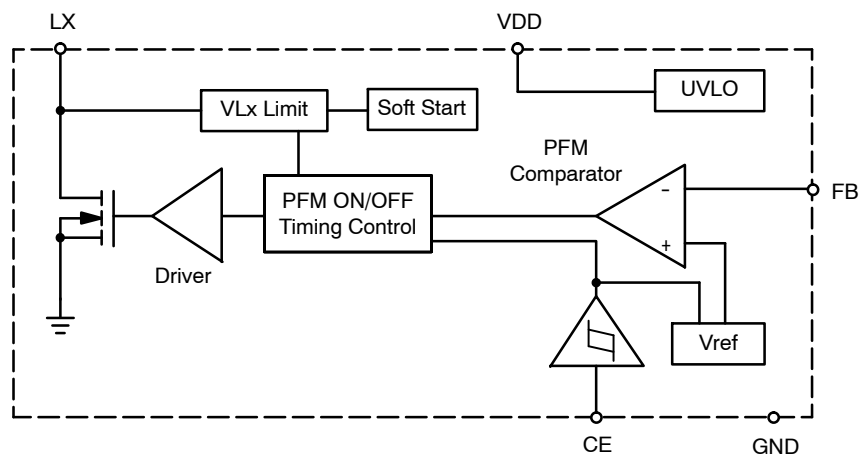 LX
VDD
VLx Limit
Soft Start
UVLO
PFM
Comparator
PFM ON/OFF
Timing Control
-
+
FB
Driver
Vref
CE
GND